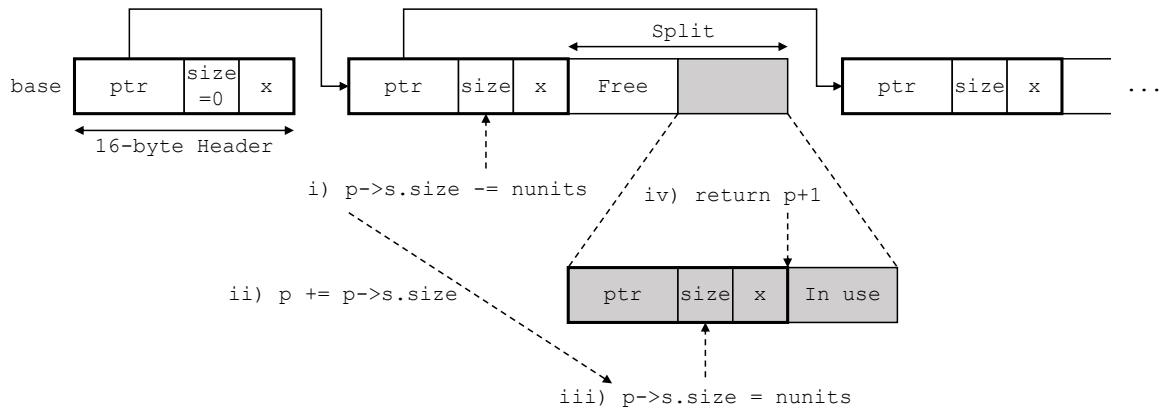 Split
base
ptr
size
=0
x
ptr
size
x
Free
ptr
size
x
...
16-byte Header
i) p->s.size -= nunits
iv) return p+1
ii) p += p->s.size
ptr
size
x
In use
iii) p->s.size = nunits